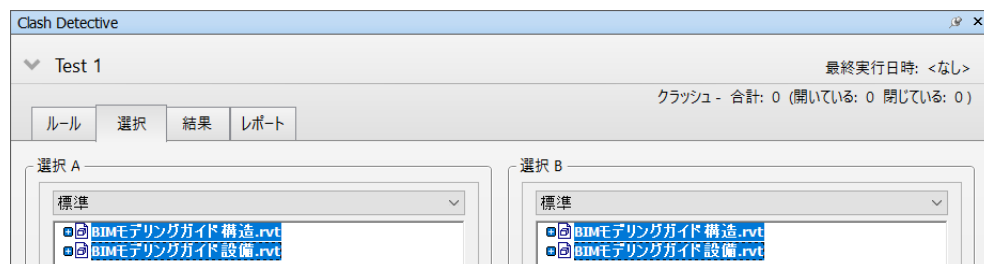 Clash Detective
Test 1
最終実行日時: <なし>
クラッシュ - 合計: 0 (開いている: 0 閉じている: 0)
ルール 選択 結果 レポート
選択 A
標準
BIMモデリングガイド 構造.rvt
BIMモデリングガイド 設備.rvt
選択 B
標準
BIMモデリングガイド 構造.rvt
BIMモデリングガイド 設備.rvt